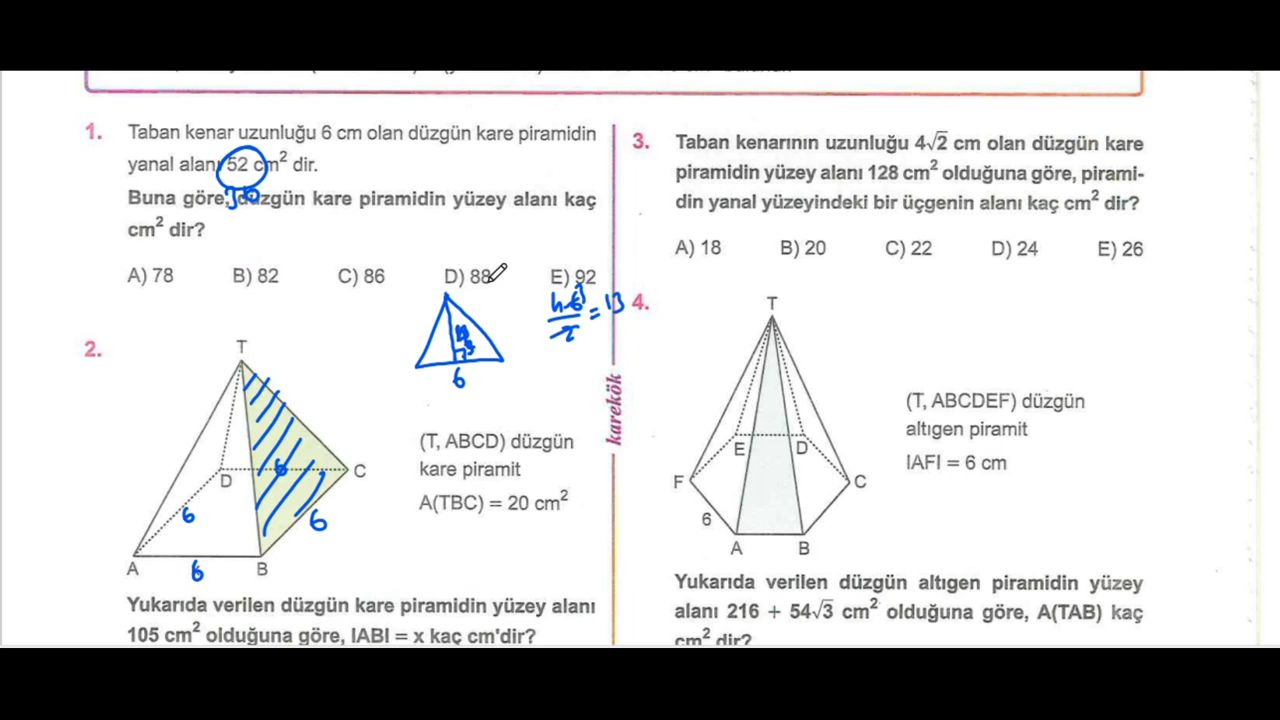 1. Taban kenar uzunluğu 6 cm olan düzgün kare piramidin
yanal alanı 52 cm² dir.
36
Buna göre, düzgün kare piramidin yüzey alanı kaç
cm² dir?
A) 78 B) 82 C) 86 D) 88 E) 92
6
= 13
2.
T
D
C
A
B
6
6
6
6
(T, ABCD) düzgün
kare piramit
A(TBC) = 20 cm²
Yukarıda verilen düzgün kare piramidin yüzey alanı
105 cm² olduğuna göre, IABI = x kaç cm'dir?
karekök
3. Taban kenarının uzunluğu 4√2 cm olan düzgün kare
piramidin yüzey alanı 128 cm² olduğuna göre, pirami-
din yanal yüzeyindeki bir üçgenin alanı kaç cm² dir?
A) 18 B) 20 C) 22 D) 24 E) 26
4.
T
E
D
F
C
6
A
B
(T, ABCDEF) düzgün
altıgen piramit
IAFI = 6 cm
Yukarıda verilen düzgün altıgen piramidin yüzey
alanı 216 + 54√3 cm² olduğuna göre, A(TAB) kaç
cm² dir?